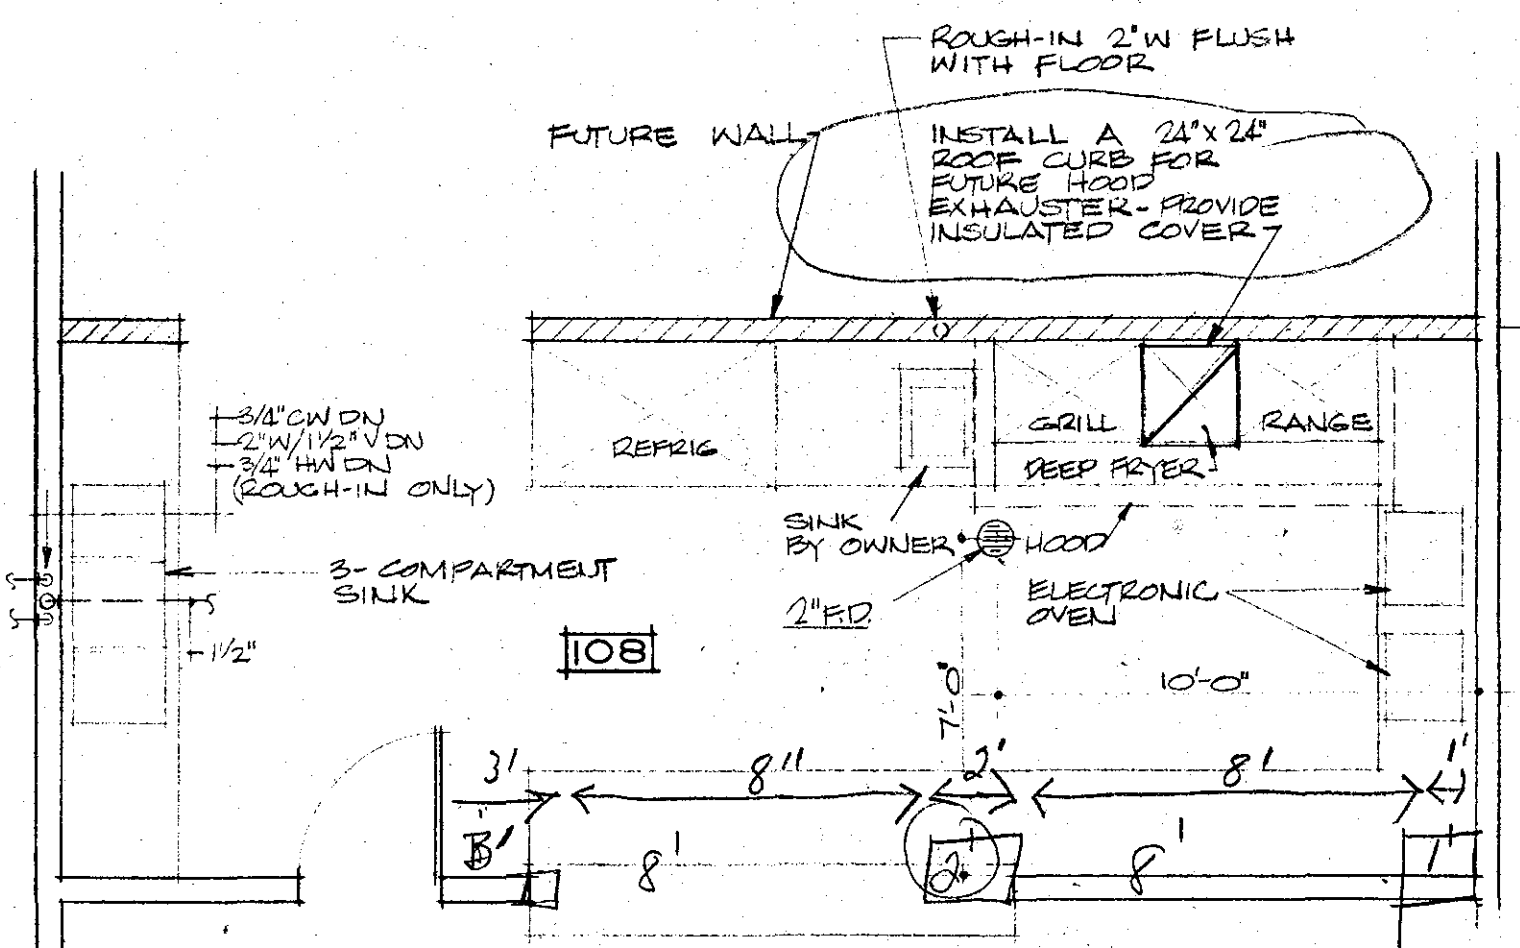 ROUGH-IN 2"W FLUSH
WITH FLOOR
FUTURE WALL
INSTALL A 24"x24"
ROOF CURB FOR
FUTURE HOOD
EXHAUSTER-PROVIDE
INSULATED COVER
3/4" CW DN
2"W/1 1/2" V DN
3/4" HW DN
(ROUGH-IN ONLY)
REFRIG
GRILL
RANGE
DEEP FRYER
SINK
BY OWNER
HOOD
3-COMPARTMENT
SINK
ELECTRONIC
OVEN
2" F.D.
108
1 1/2"
7'-0"
10'-0"
3' 8" 2' 8' 1'
8' 2' 8' 1'